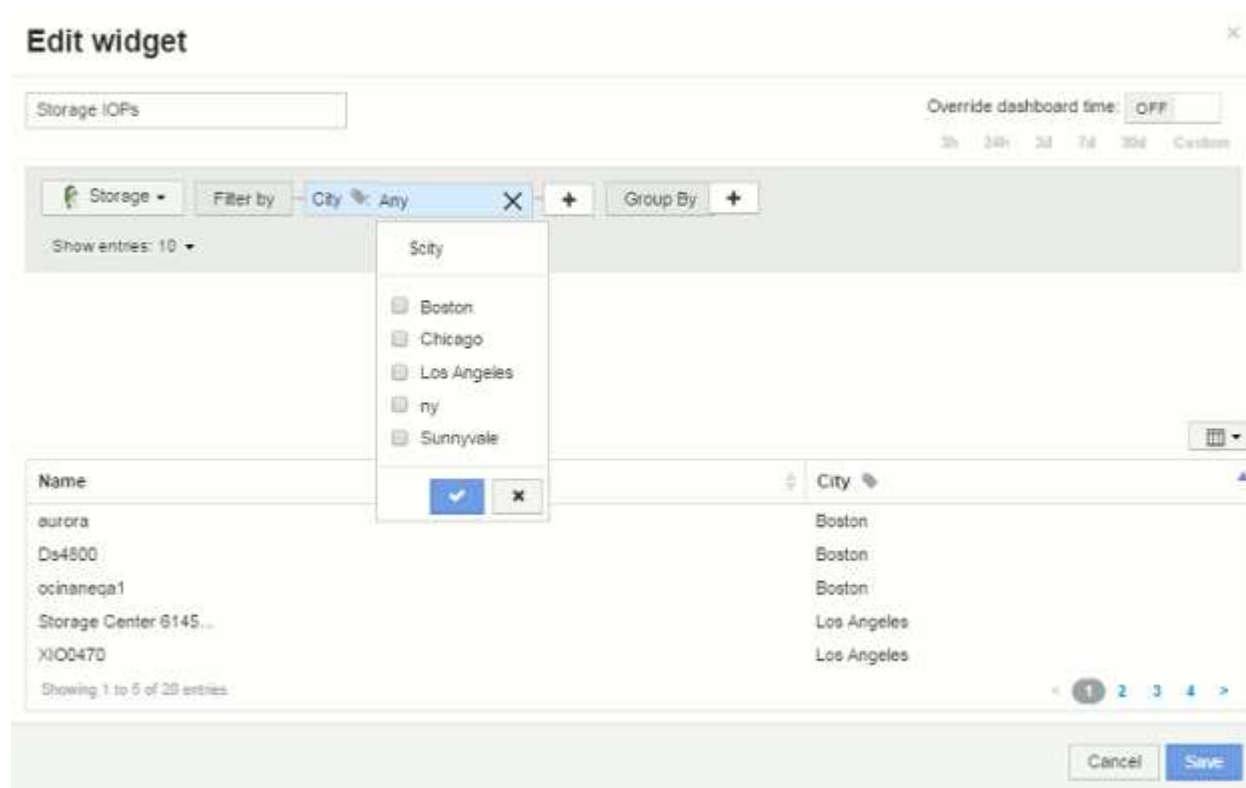 Edit widget
Storage IOPs
Override dashboard time: OFF
3h 24h 3d 7d 30d Custom
Storage Filter by City Any Group By
Show entries: 10
$city
Boston
Chicago
Los Angeles
ny
Sunnyvale
Name City
aurora Boston
Ds4800 Boston
ocinaneqa1 Boston
Storage Center 6145... Los Angeles
XIO0470 Los Angeles
Showing 1 to 5 of 20 entries
< 1 2 3 4 >
Cancel Save